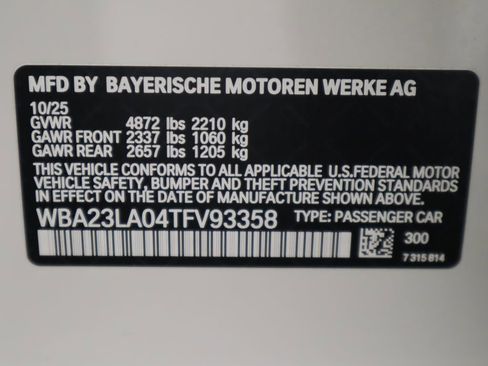 MFD BY BAYERISCHE MOTOREN WERKE AG
10/25
GVWR 4872 lbs 2210 kg
GAWR FRONT 2337 lbs 1060 kg
GAWR REAR 2657 lbs 1205 kg
THIS VEHICLE CONFORMS TO ALL APPLICABLE U.S.FEDERAL MOTOR
VEHICLE SAFETY, BUMPER AND THEFT PREVENTION STANDARDS
IN EFFECT ON THE DATE OF MANUFACTURE SHOWN ABOVE.
WBA23LA04TFV93358 TYPE: PASSENGER CAR
300
7 315 814